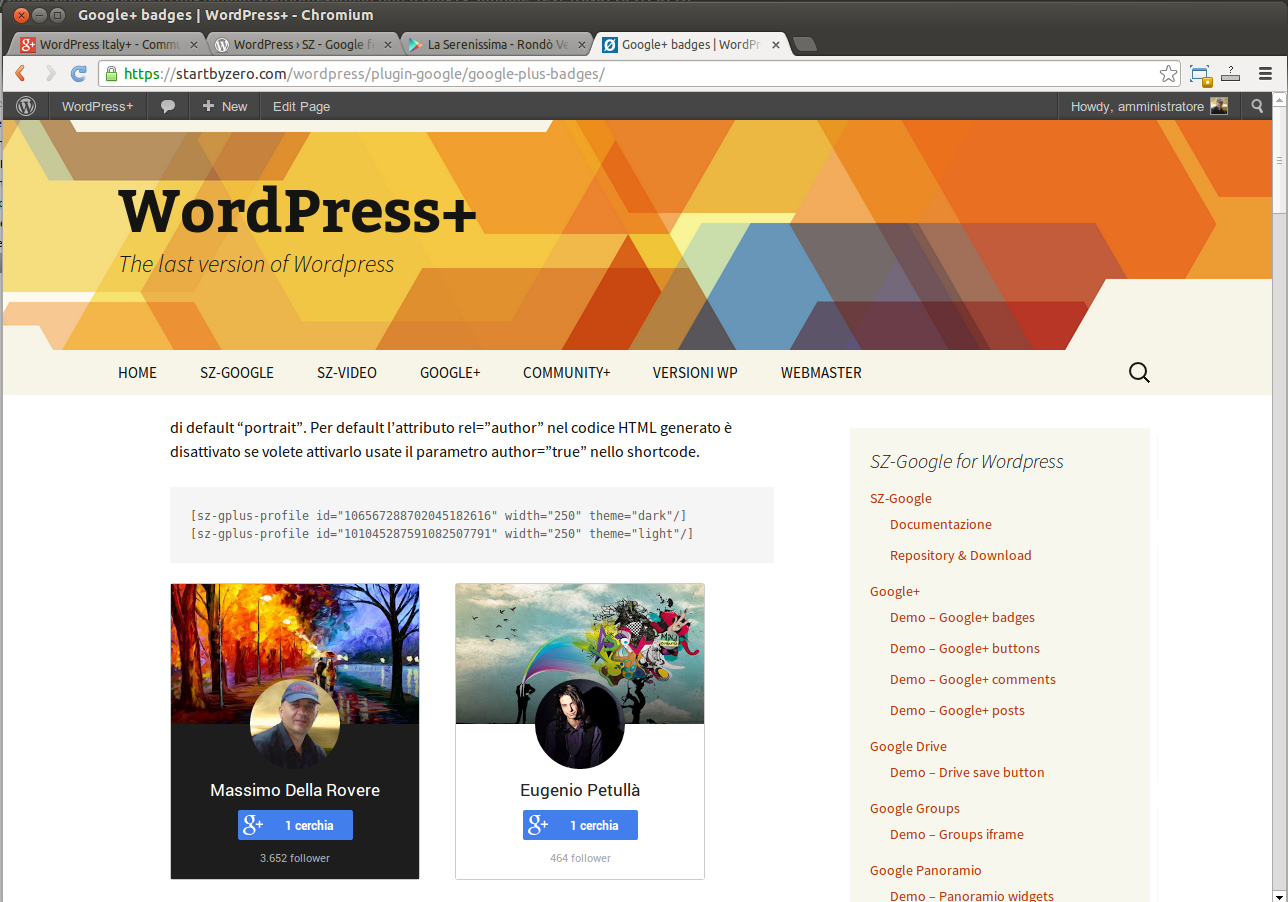 Google+ badges | WordPress+ - Chromium
WordPress Italy+ - Commu
WordPress › SZ - Google f
La Serenissima - Rondò Ve
Google+ badges | WordPr
https://startbyzero.com/wordpress/plugin-google/google-plus-badges/
WordPress+
New
Edit Page
Howdy, amministratore
WordPress+
The last version of Wordpress
HOME
SZ-GOOGLE
SZ-VIDEO
GOOGLE+
COMMUNITY+
VERSIONI WP
WEBMASTER
di default “portrait”. Per default l’attributo rel=”author” nel codice HTML generato è
disattivato se volete attivarlo usate il parametro author=”true” nello shortcode.
[sz-gplus-profile id="106567288702045182616" width="250" theme="dark"/]
[sz-gplus-profile id="101045287591082507791" width="250" theme="light"/]
Massimo Della Rovere
g+ 1 cerchia
3.652 follower
Eugenio Petullà
g+ 1 cerchia
464 follower
SZ-Google for Wordpress
SZ-Google
Documentazione
Repository & Download
Google+
Demo – Google+ badges
Demo – Google+ buttons
Demo – Google+ comments
Demo – Google+ posts
Google Drive
Demo – Drive save button
Google Groups
Demo – Groups iframe
Google Panoramio
Demo – Panoramio widgets